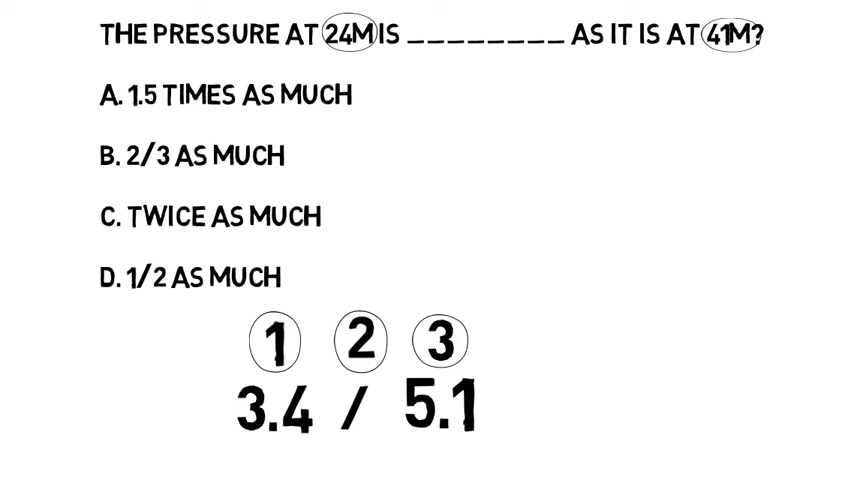 THE PRESSURE AT 24M IS ________ AS IT IS AT 41M?
A. 1.5 TIMES AS MUCH
B. 2/3 AS MUCH
C. TWICE AS MUCH
D. 1/2 AS MUCH
1 2 3
3.4 / 5.1